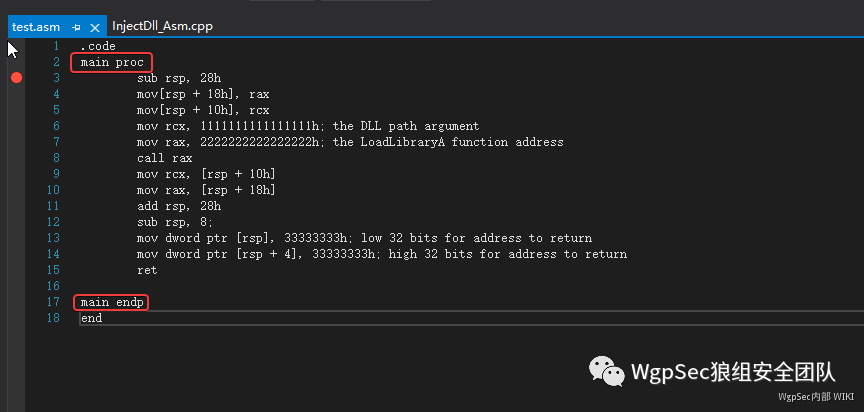 test.asm InjectDll_Asm.cpp
1 .code
2 main proc
3 sub rsp, 28h
4 mov[rsp + 18h], rax
5 mov[rsp + 10h], rcx
6 mov rcx, 1111111111111111h; the DLL path argument
7 mov rax, 2222222222222222h; the LoadLibraryA function address
8 call rax
9 mov rcx, [rsp + 10h]
10 mov rax, [rsp + 18h]
11 add rsp, 28h
12 sub rsp, 8;
13 mov dword ptr [rsp], 33333333h; low 32 bits for address to return
14 mov dword ptr [rsp + 4], 33333333h; high 32 bits for address to return
15 ret
16
17 main endp
18 end
WgpSec狼组安全团队
WgpSec内部 WIKI